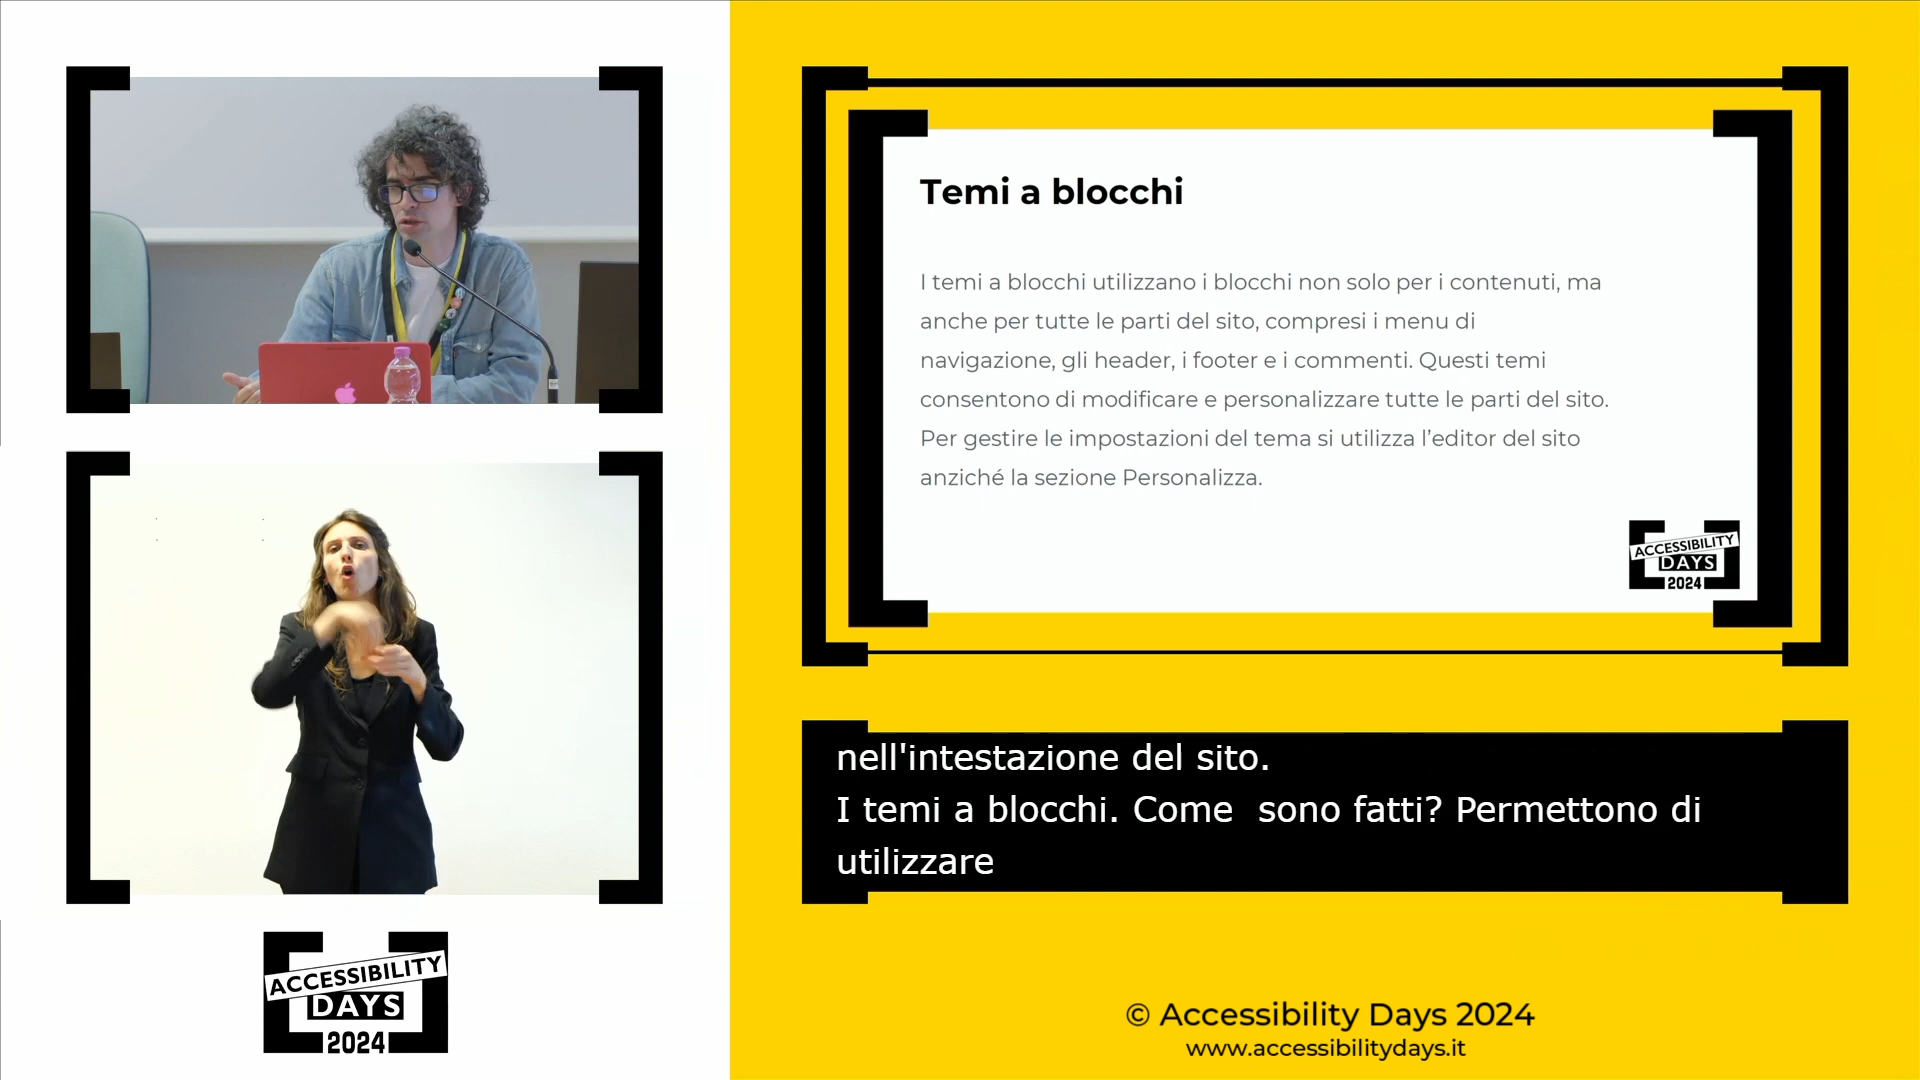 Temi a blocchi
I temi a blocchi utilizzano i blocchi non solo per i contenuti, ma
anche per tutte le parti del sito, compresi i menu di
navigazione, gli header, i footer e i commenti. Questi temi
consentono di modificare e personalizzare tutte le parti del sito.
Per gestire le impostazioni del tema si utilizza l’editor del sito
anziché la sezione Personalizza.
ACCESSIBILITY
DAYS
2024
nell'intestazione del sito.
I temi a blocchi. Come  sono fatti? Permettono di
utilizzare
ACCESSIBILITY
DAYS
2024
© Accessibility Days 2024
www.accessibilitydays.it